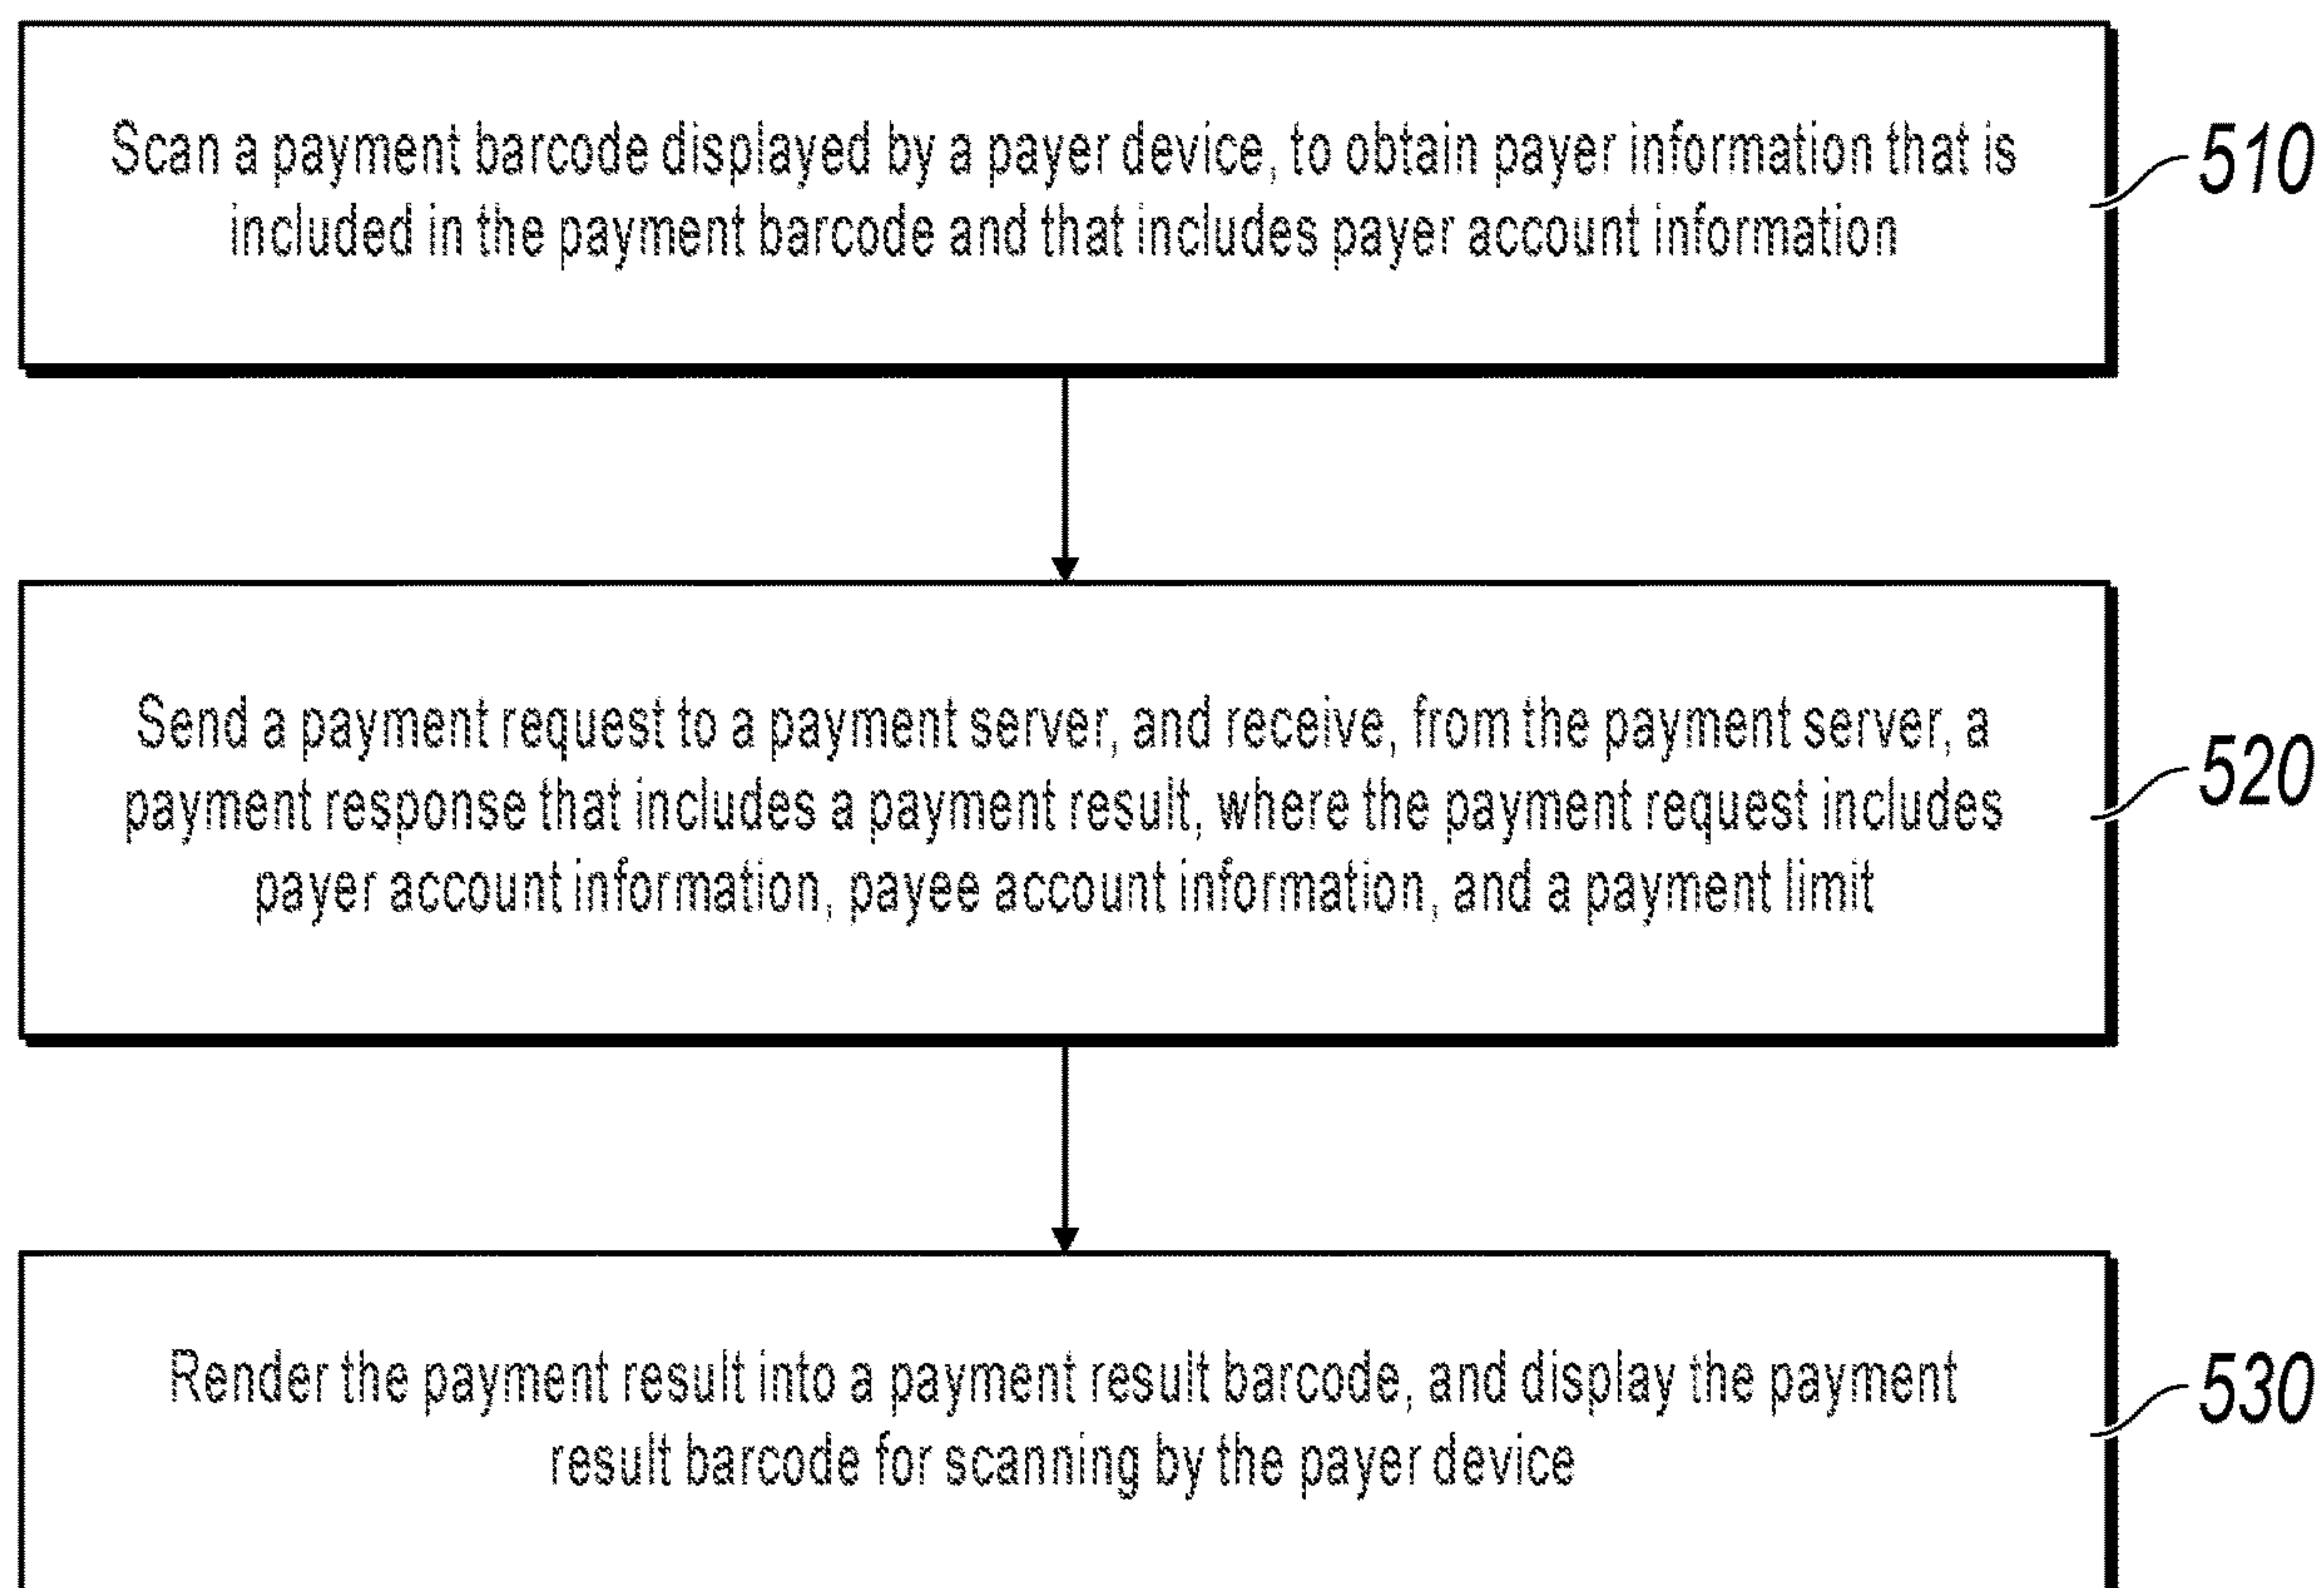 Scan a payment barcode displayed by a payer device, to obtain payer information that is
included in the payment barcode and that includes payer account information
510
Send a payment request to a payment server, and receive, from the payment server, a
payment response that includes a payment result, where the payment request includes
payer account information, payee account information, and a payment limit
520
Render the payment result into a payment result barcode, and display the payment
result barcode for scanning by the payer device
530